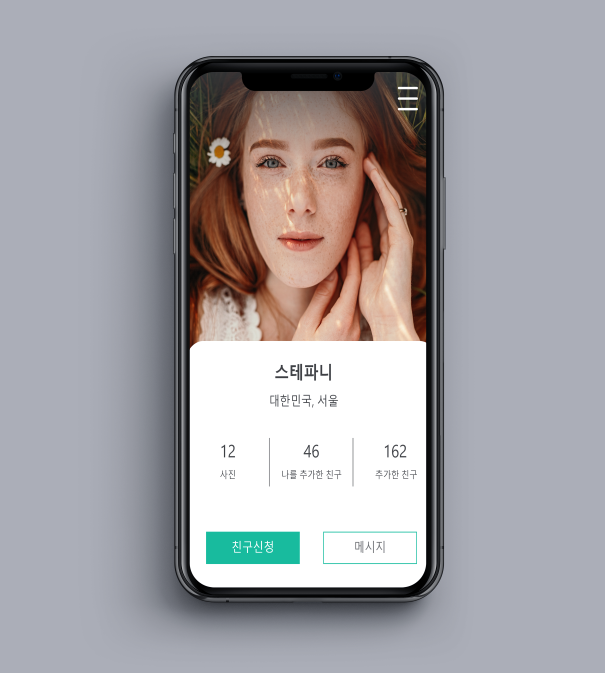 스테파니
대한민국, 서울
12 46 162
사진 나를 추가한 친구 추가한 친구
친구신청 메시지